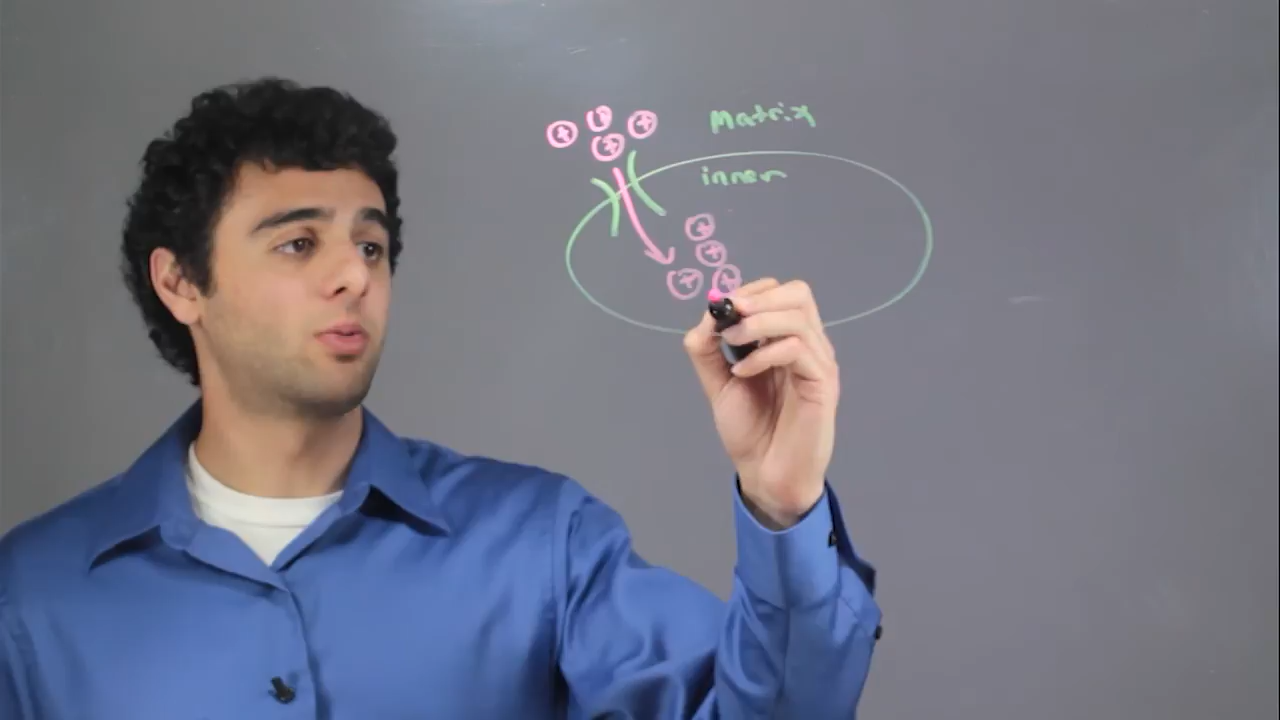 Matrix
inner
+ + +
+
+
+
+ +